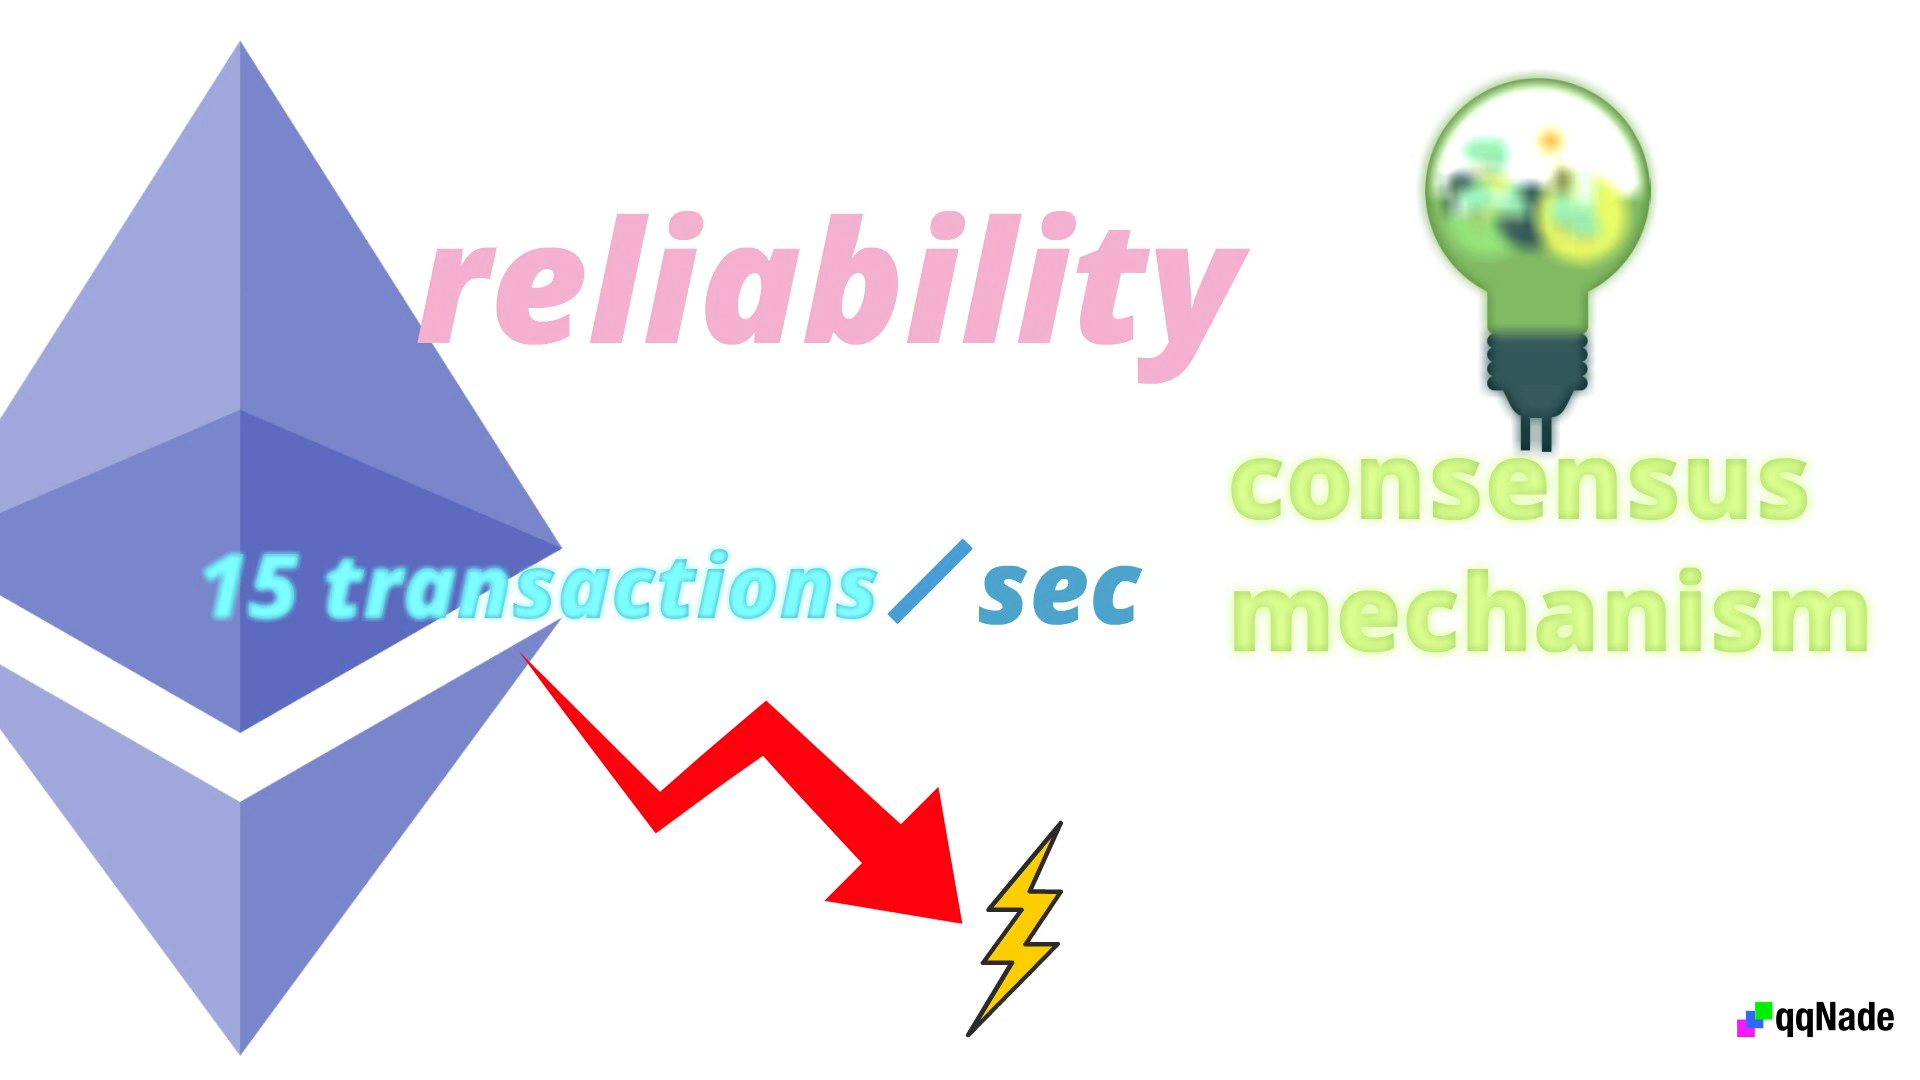 reliability
15 transactions/sec
consensus
mechanism
qqNade